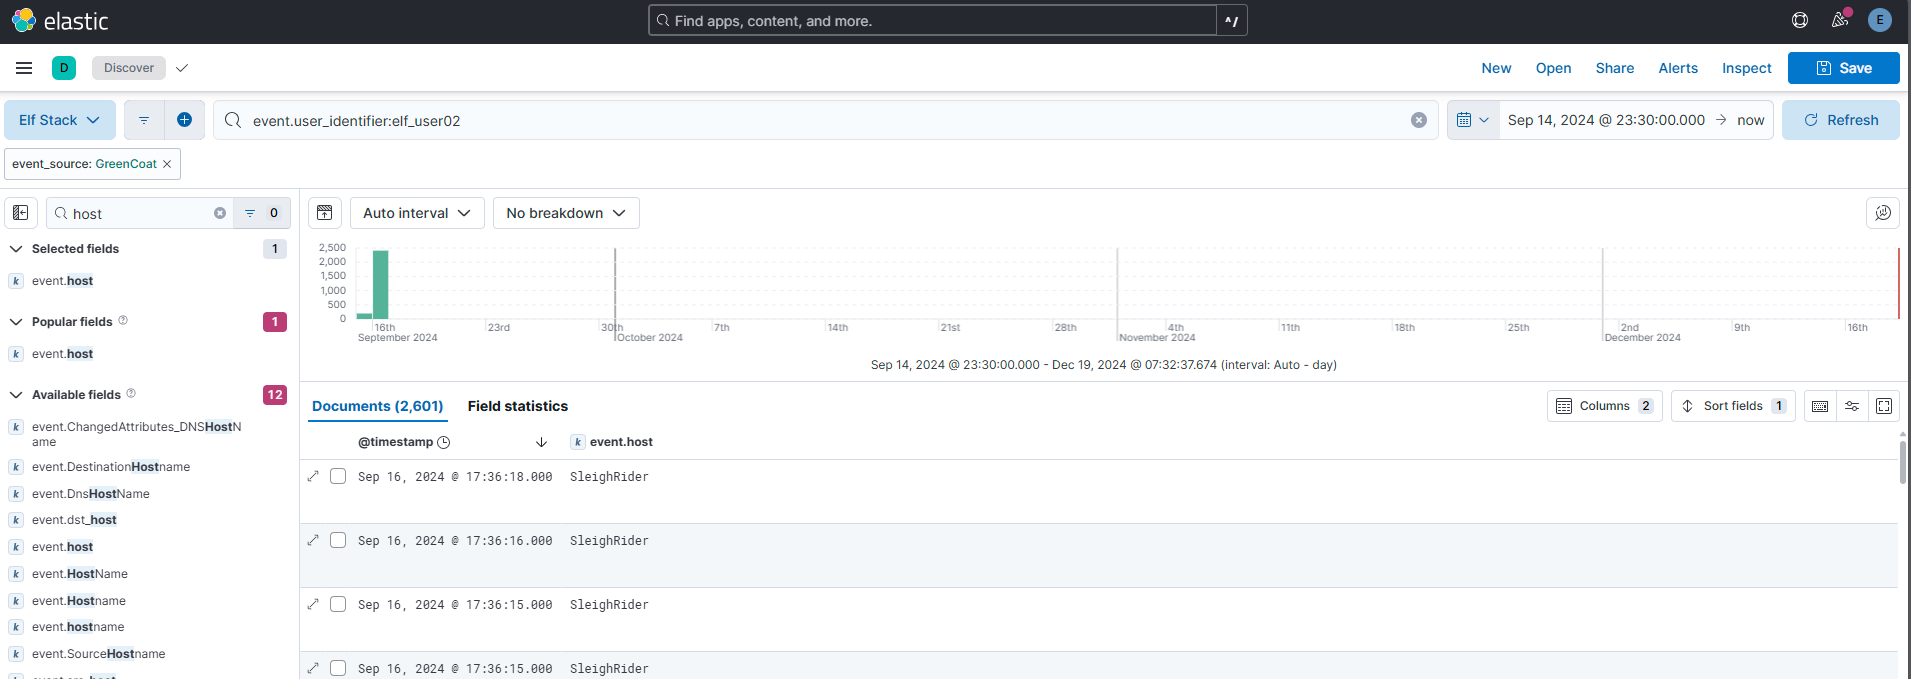 elastic
Find apps, content, and more.
^/
E
D
Discover
New
Open
Share
Alerts
Inspect
Save
Elf Stack
event.user_identifier:elf_user02
Sep 14, 2024 @ 23:30:00.000 → now
Refresh
event_source: GreenCoat ×
host
0
Auto interval
No breakdown
Selected fields
1
k event.host
Popular fields
1
k event.host
Available fields
12
k event.ChangedAttributes_DNSHostN
ame
k event.DestinationHostname
k event.DnsHostName
k event.dst_host
k event.host
k event.HostName
k event.Hostname
k event.hostname
k event.SourceHostname
2,500
2,000
1,500
1,000
500
0
16th
23rd
30th
7th
14th
21st
28th
4th
11th
18th
25th
2nd
9th
16th
September 2024
October 2024
November 2024
December 2024
Sep 14, 2024 @ 23:30:00.000 - Dec 19, 2024 @ 07:32:37.674 (interval: Auto - day)
Documents (2,601)
Field statistics
Columns 2
Sort fields 1
@timestamp
k event.host
Sep 16, 2024 @ 17:36:18.000 SleighRider
Sep 16, 2024 @ 17:36:16.000 SleighRider
Sep 16, 2024 @ 17:36:15.000 SleighRider
Sep 16, 2024 @ 17:36:15.000 SleighRider